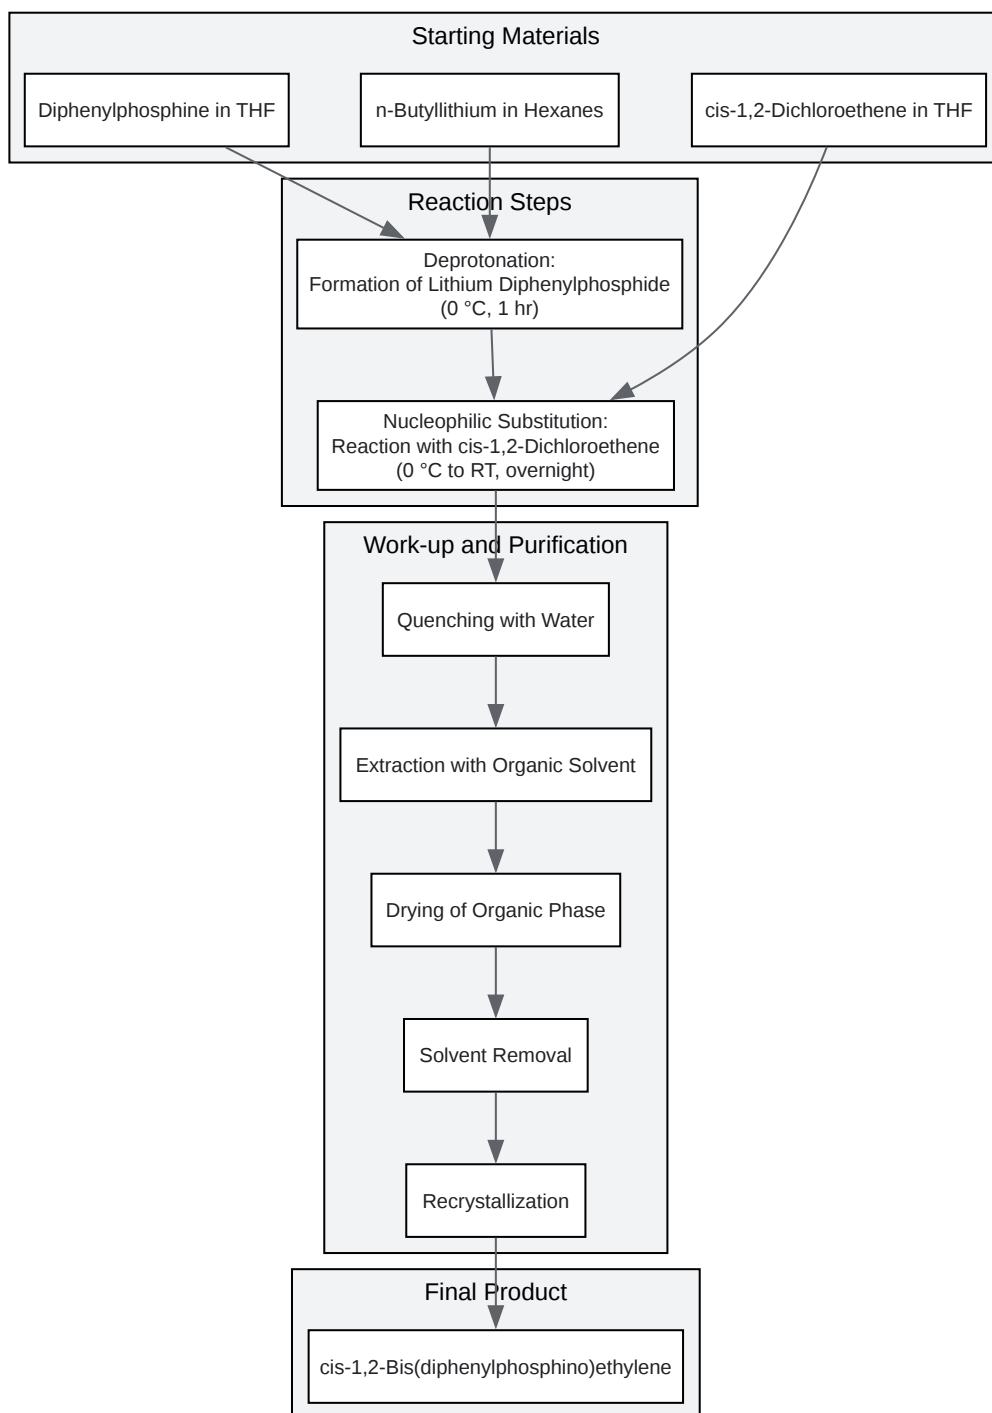 Starting Materials
Diphenylphosphine in THF
n-Butyllithium in Hexanes
cis-1,2-Dichloroethene in THF
Reaction Steps
Deprotonation:
Formation of Lithium Diphenylphosphide
(0 °C, 1 hr)
Nucleophilic Substitution:
Reaction with cis-1,2-Dichloroethene
(0 °C to RT, overnight)
Work-up and Purification
Quenching with Water
Extraction with Organic Solvent
Drying of Organic Phase
Solvent Removal
Recrystallization
Final Product
cis-1,2-Bis(diphenylphosphino)ethylene